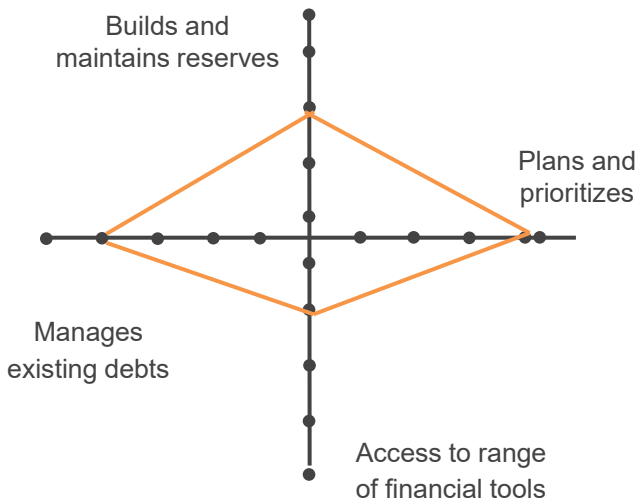 Builds and
maintains reserves
Plans and
prioritizes
Manages
existing debts
Access to range
of financial tools